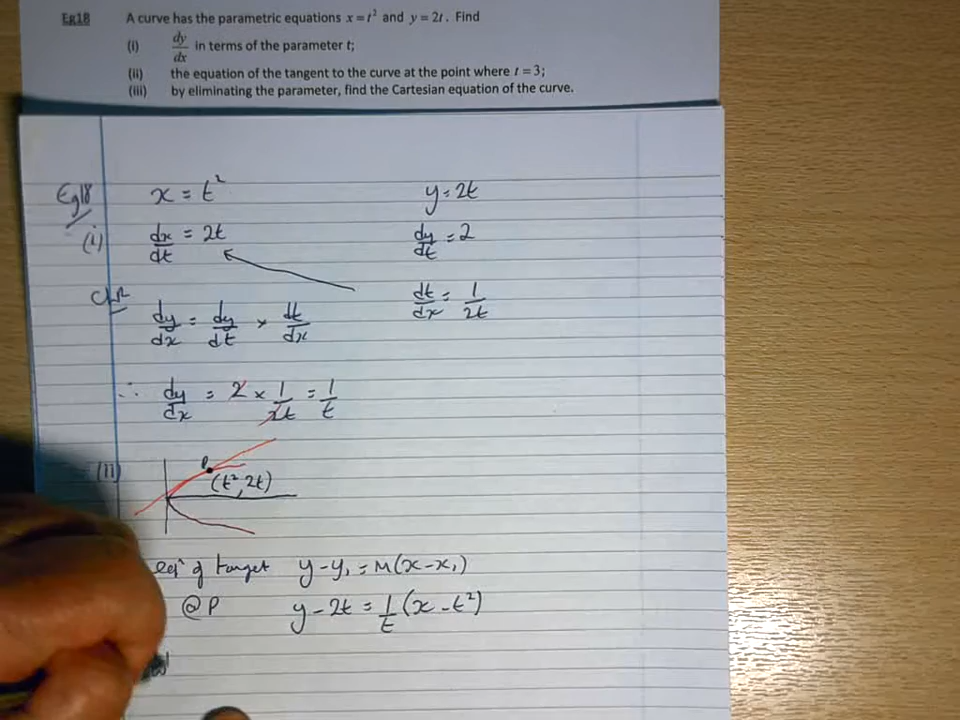 Eg18 A curve has the parametric equations x = t² and y = 2t. Find
(i) dy/dx in terms of the parameter t;
(ii) the equation of the tangent to the curve at the point where t = 3;
(iii) by eliminating the parameter, find the Cartesian equation of the curve.
Eg18 x = t² y = 2t
(i) dx/dt = 2t dy/dt = 2
dt/dx = 1/2t
dy/dx = dy/dt × dt/dx
∴ dy/dx = 2 × 1/2t = 1/t
(ii) P
(t², 2t)
eqⁿ of tangent y - y₁ = m(x - x₁)
@ P y - 2t = 1/t (x - t²)